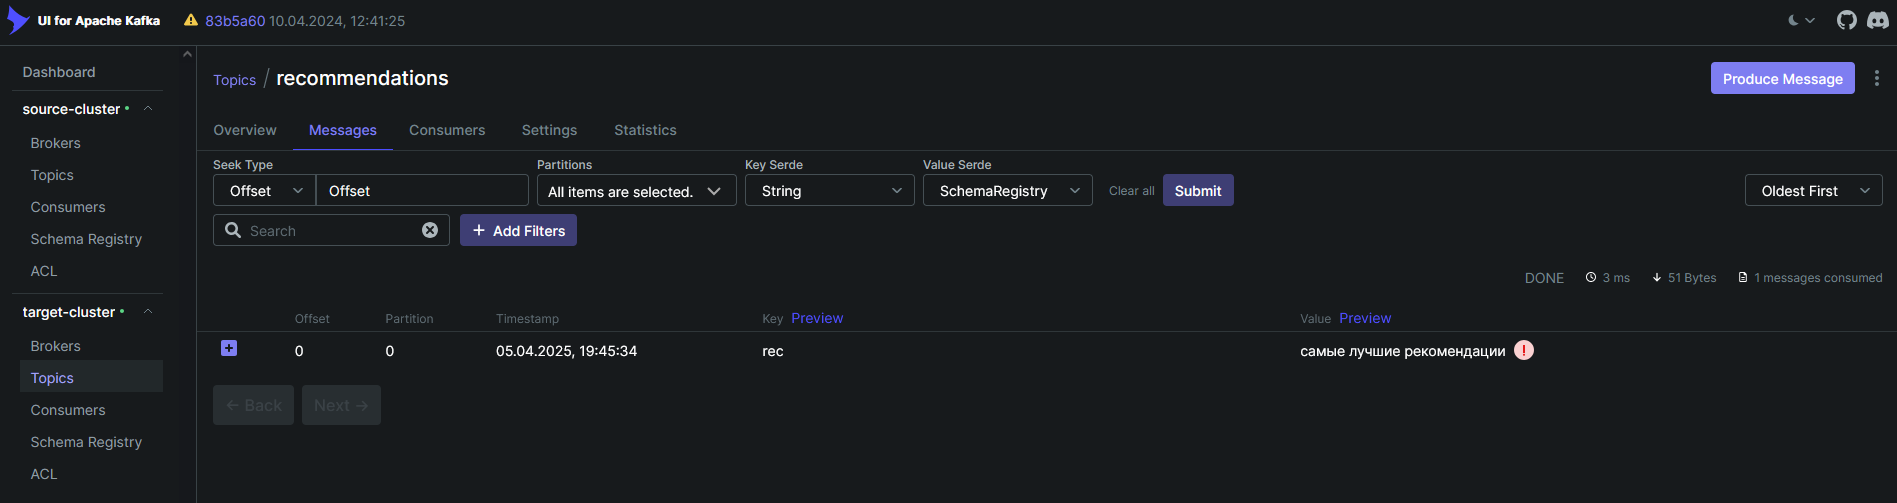 UI for Apache Kafka 83b5a60 10.04.2024, 12:41:25
Dashboard
source-cluster
Brokers
Topics
Consumers
Schema Registry
ACL
target-cluster
Brokers
Topics
Consumers
Schema Registry
ACL
Topics / recommendations
Produce Message
Overview Messages Consumers Settings Statistics
Seek Type Partitions Key Serde Value Serde
Offset Offset All items are selected. String SchemaRegistry Clear all Submit Oldest First
Search + Add Filters
DONE 3 ms 51 Bytes 1 messages consumed
Offset Partition Timestamp Key Preview Value Preview
0 0 05.04.2025, 19:45:34 rec самые лучшие рекомендации !
← Back Next →